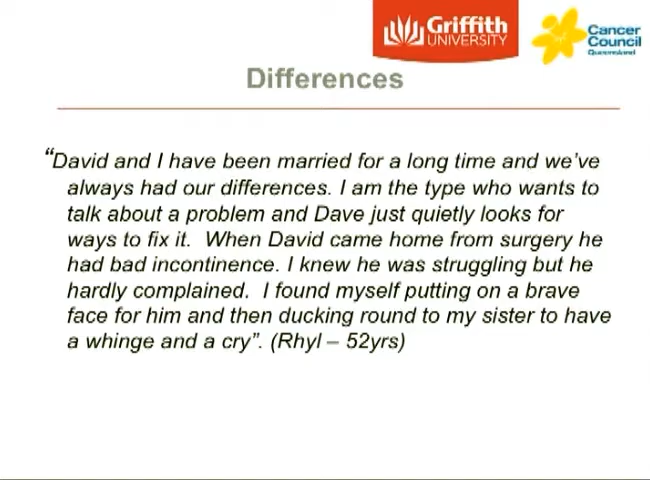 Griffith
UNIVERSITY
Cancer
Council
Queensland
Differences
“David and I have been married for a long time and we’ve
always had our differences. I am the type who wants to
talk about a problem and Dave just quietly looks for
ways to fix it.  When David came home from surgery he
had bad incontinence. I knew he was struggling but he
hardly complained.  I found myself putting on a brave
face for him and then ducking round to my sister to have
a whinge and a cry”. (Rhyl – 52yrs)